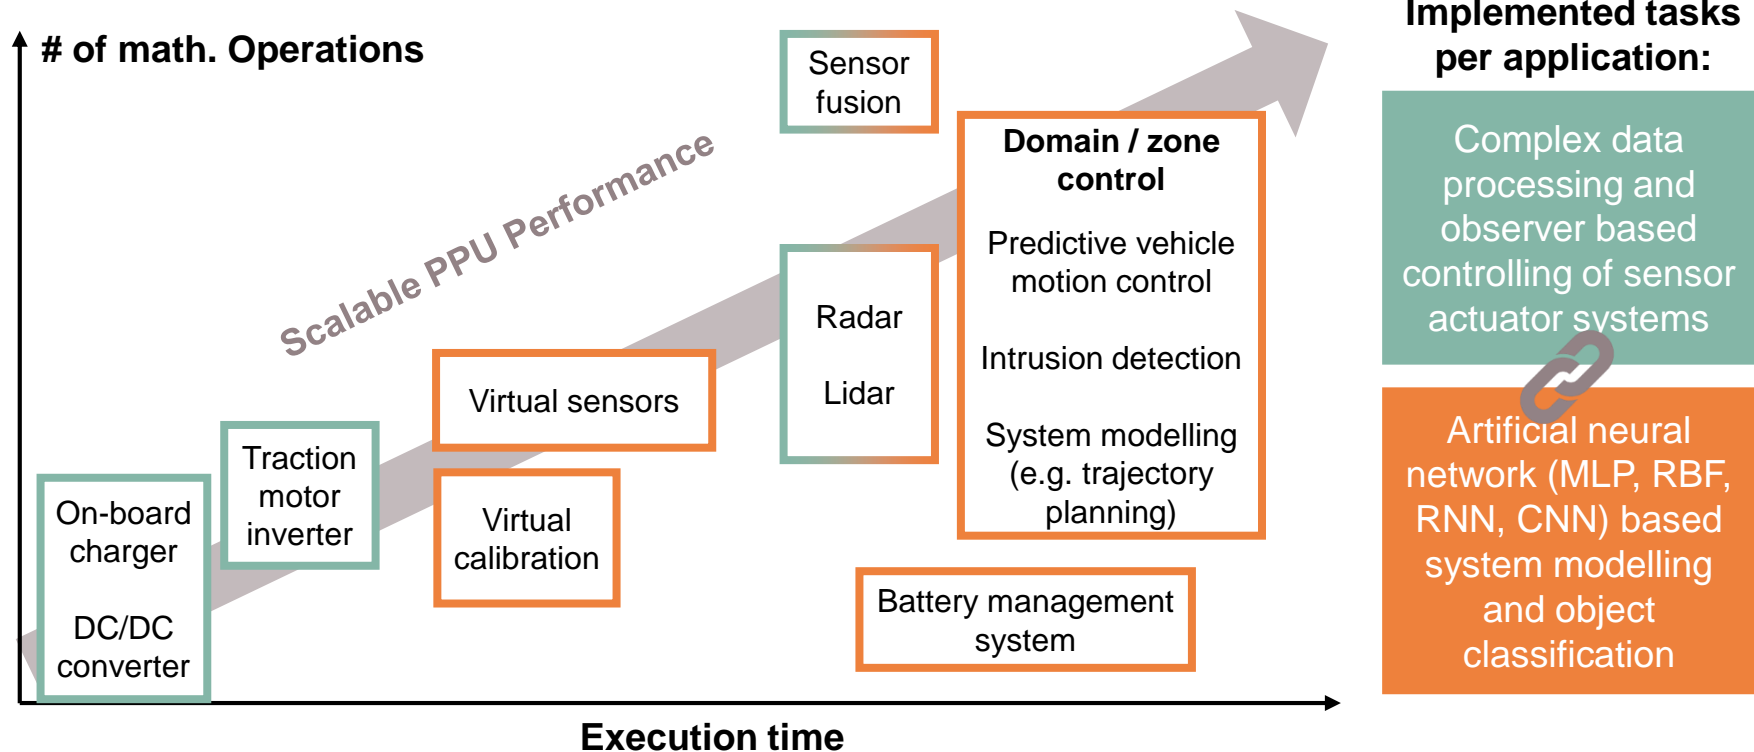 # of math. Operations
Scalable PPU Performance
On-board
charger
DC/DC
converter
Traction
motor
inverter
Virtual sensors
Virtual
calibration
Sensor
fusion
Radar
Lidar
Domain / zone
control
Predictive vehicle
motion control
Intrusion detection
System modelling
(e.g. trajectory
planning)
Battery management
system
Execution time
Implemented tasks
per application:
Complex data
processing and
observer based
controlling of sensor
actuator systems
Artificial neural
network (MLP, RBF,
RNN, CNN) based
system modelling
and object
classification